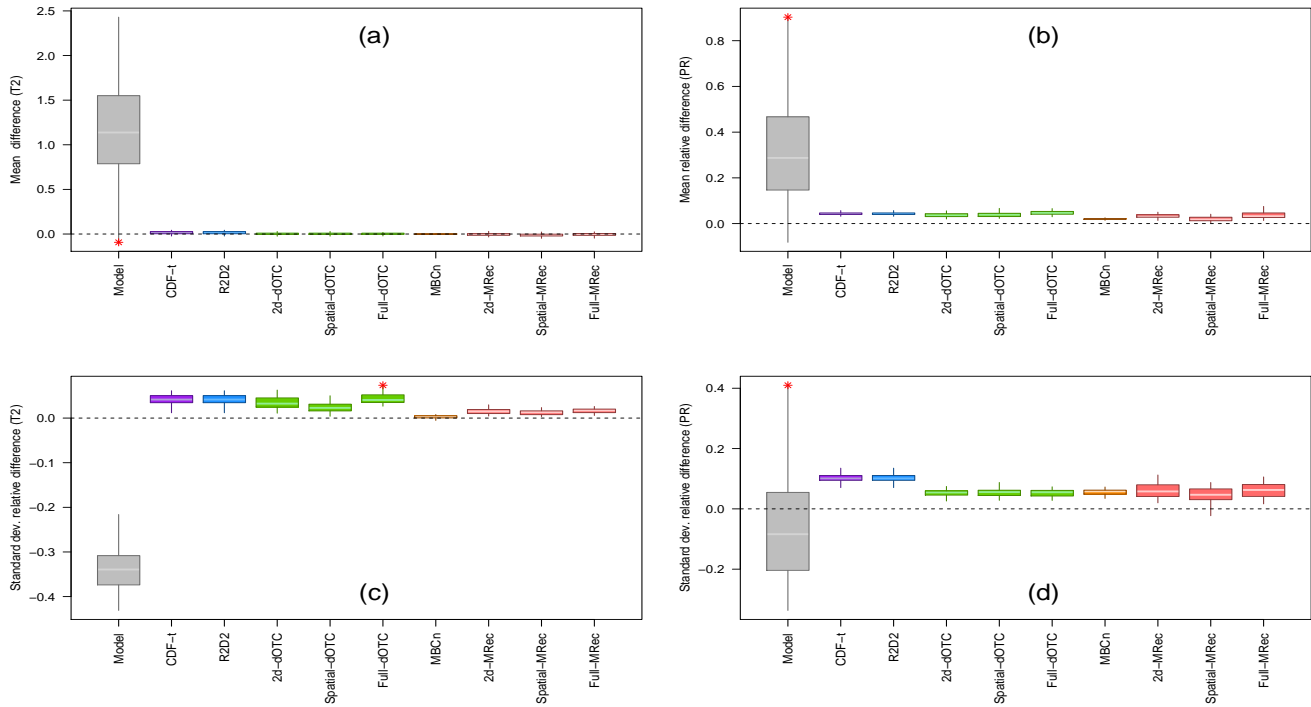 (a)
Mean difference (T2)
2.5
2.0
1.5
1.0
0.5
0.0
Model
CDF−t
R2D2
2d−dOTC
Spatial−dOTC
Full−dOTC
MBCn
2d−MRec
Spatial−MRec
Full−MRec
(b)
Mean relative difference (PR)
0.8
0.6
0.4
0.2
0.0
Model
CDF−t
R2D2
2d−dOTC
Spatial−dOTC
Full−dOTC
MBCn
2d−MRec
Spatial−MRec
Full−MRec
(c)
Standard dev. relative difference (T2)
0.0
−0.1
−0.2
−0.3
−0.4
Model
CDF−t
R2D2
2d−dOTC
Spatial−dOTC
Full−dOTC
MBCn
2d−MRec
Spatial−MRec
Full−MRec
(d)
Standard dev. relative difference (PR)
0.4
0.2
0.0
−0.2
Model
CDF−t
R2D2
2d−dOTC
Spatial−dOTC
Full−dOTC
MBCn
2d−MRec
Spatial−MRec
Full−MRec